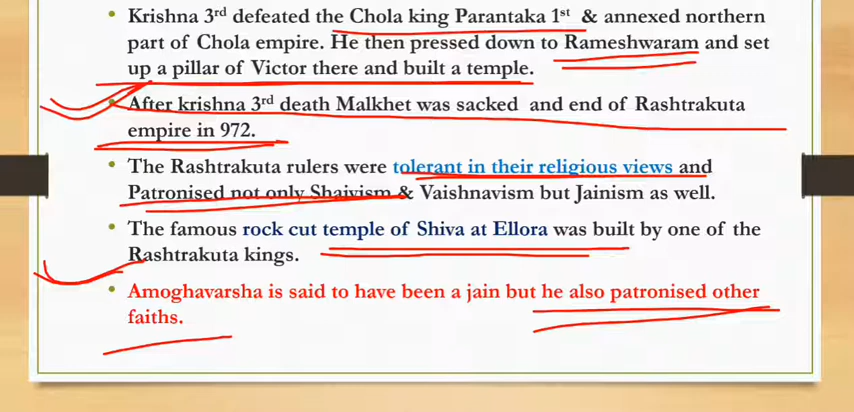 • Krishna 3rd defeated the Chola king Parantaka 1st & annexed northern
part of Chola empire. He then pressed down to Rameshwaram and set
up a pillar of Victor there and built a temple.
• After krishna 3rd death Malkhet was sacked and end of Rashtrakuta
empire in 972.
• The Rashtrakuta rulers were tolerant in their religious views and
Patronised not only Shaivism & Vaishnavism but Jainism as well.
• The famous rock cut temple of Shiva at Ellora was built by one of the
Rashtrakuta kings.
• Amoghavarsha is said to have been a jain but he also patronised other
faiths.